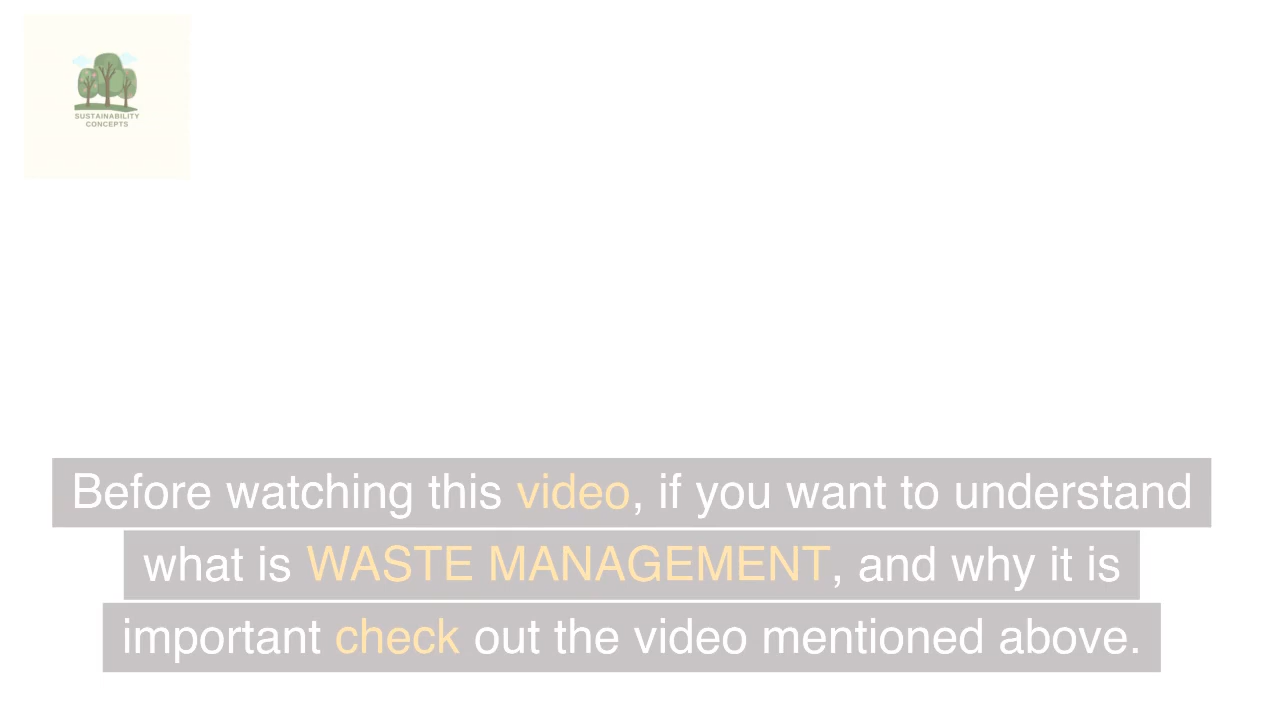 SUSTAINABILITY
CONCEPTS
Before watching this video, if you want to understand
what is WASTE MANAGEMENT, and why it is
important check out the video mentioned above.